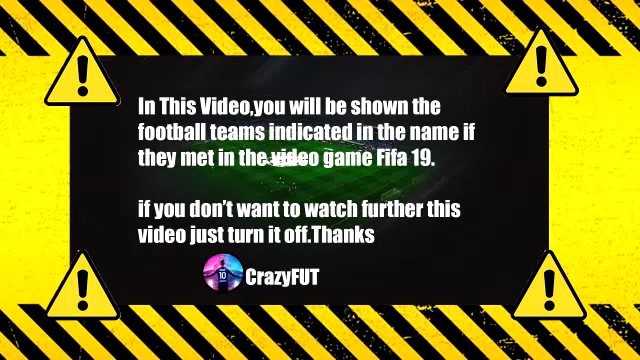 In This Video,you will be shown the
football teams indicated in the name if
they met in the video game Fifa 19.
if you don't want to watch further this
video just turn it off.Thanks
10
CrazyFUT